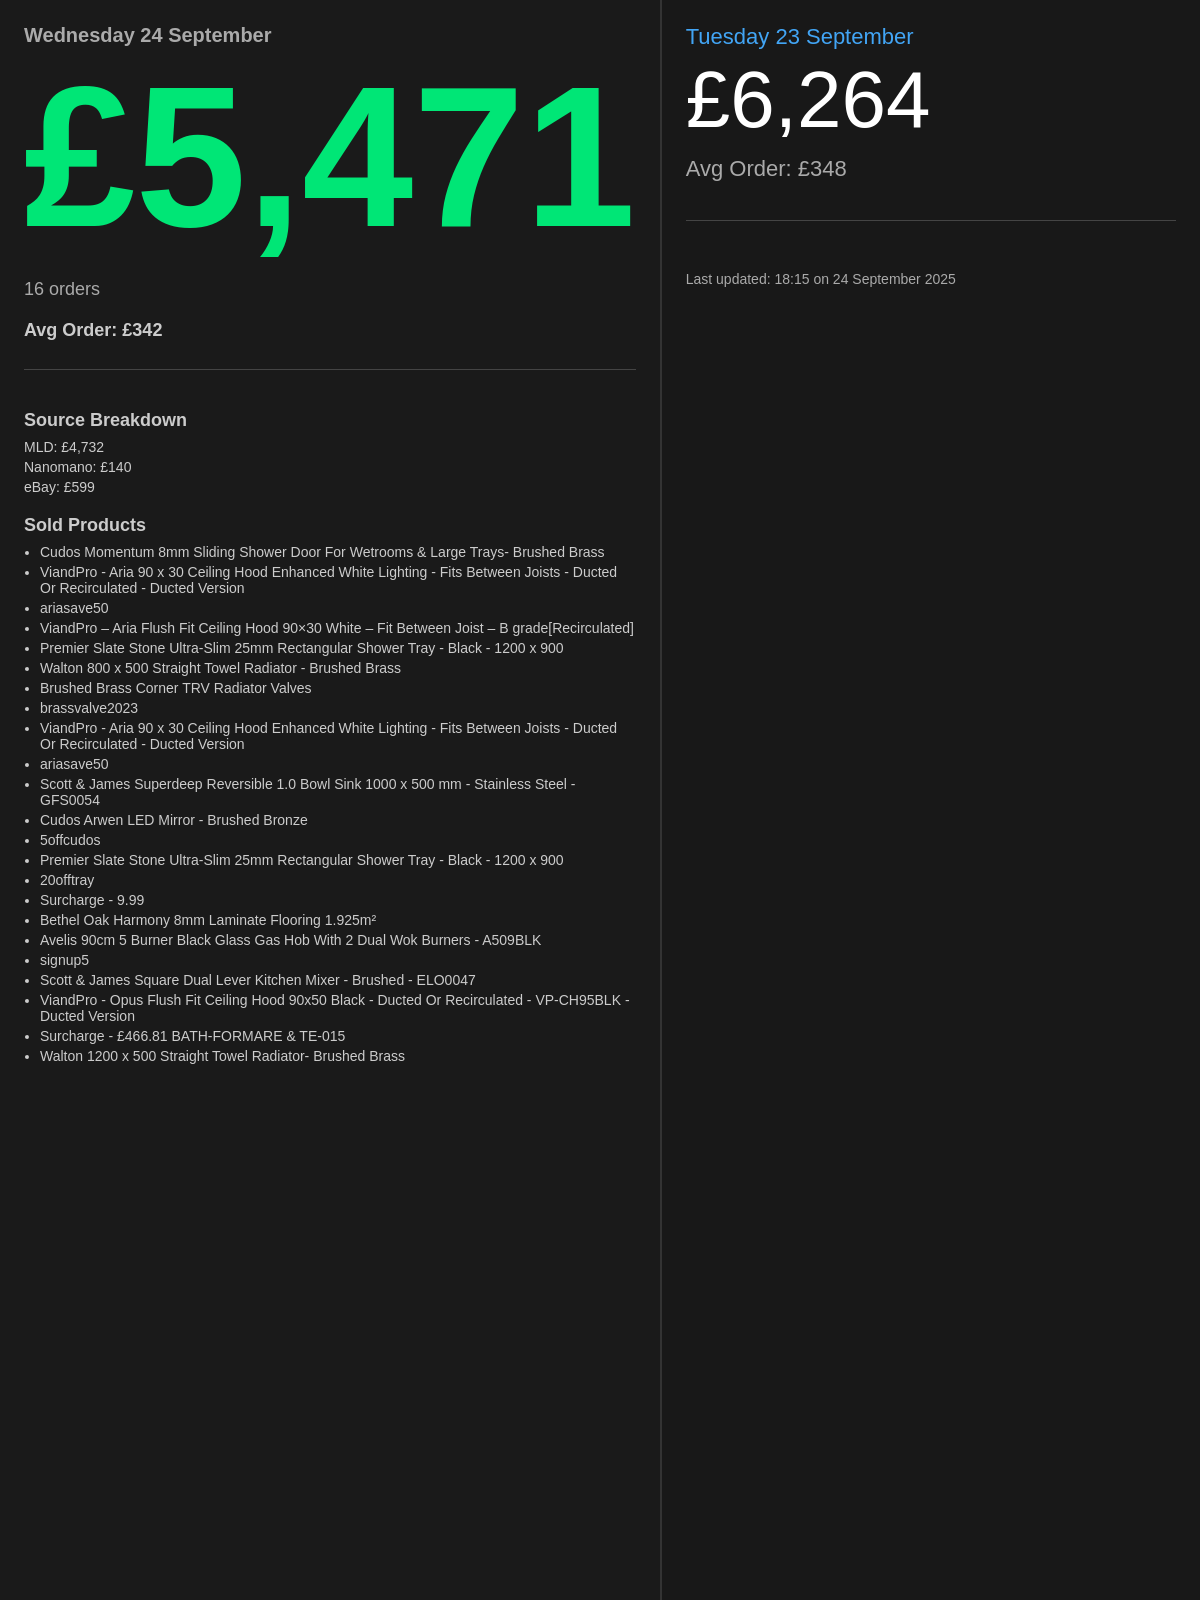 Wednesday 24 September
£5,471
16 orders
Avg Order: £342
Source Breakdown
MLD: £4,732
Nanomano: £140
eBay: £599
Sold Products
• Cudos Momentum 8mm Sliding Shower Door For Wetrooms & Large Trays- Brushed Brass
• ViandPro - Aria 90 x 30 Ceiling Hood Enhanced White Lighting - Fits Between Joists - Ducted
Or Recirculated - Ducted Version
• ariasave50
• ViandPro – Aria Flush Fit Ceiling Hood 90×30 White – Fit Between Joist – B grade[Recirculated]
• Premier Slate Stone Ultra-Slim 25mm Rectangular Shower Tray - Black - 1200 x 900
• Walton 800 x 500 Straight Towel Radiator - Brushed Brass
• Brushed Brass Corner TRV Radiator Valves
• brassvalve2023
• ViandPro - Aria 90 x 30 Ceiling Hood Enhanced White Lighting - Fits Between Joists - Ducted
Or Recirculated - Ducted Version
• ariasave50
• Scott & James Superdeep Reversible 1.0 Bowl Sink 1000 x 500 mm - Stainless Steel -
GFS0054
• Cudos Arwen LED Mirror - Brushed Bronze
• 5offcudos
• Premier Slate Stone Ultra-Slim 25mm Rectangular Shower Tray - Black - 1200 x 900
• 20offtray
• Surcharge - 9.99
• Bethel Oak Harmony 8mm Laminate Flooring 1.925m²
• Avelis 90cm 5 Burner Black Glass Gas Hob With 2 Dual Wok Burners - A509BLK
• signup5
• Scott & James Square Dual Lever Kitchen Mixer - Brushed - ELO0047
• ViandPro - Opus Flush Fit Ceiling Hood 90x50 Black - Ducted Or Recirculated - VP-CH95BLK -
Ducted Version
• Surcharge - £466.81 BATH-FORMARE & TE-015
• Walton 1200 x 500 Straight Towel Radiator- Brushed Brass
Tuesday 23 September
£6,264
Avg Order: £348
Last updated: 18:15 on 24 September 2025